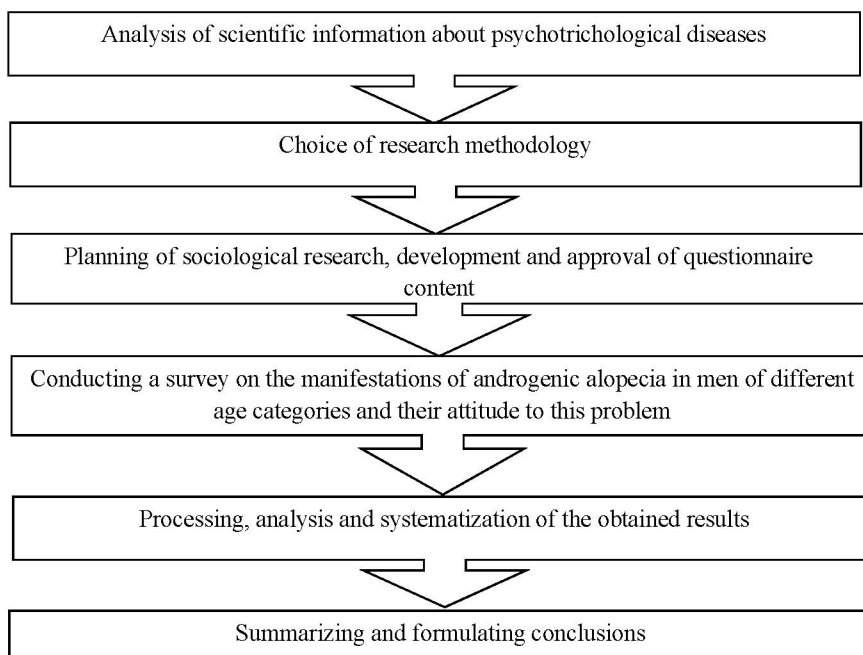 Analysis of scientific information about psychotrichological diseases
Choice of research methodology
Planning of sociological research, development and approval of questionnaire
content
Conducting a survey on the manifestations of androgenic alopecia in men of different
age categories and their attitude to this problem
Processing, analysis and systematization of the obtained results
Summarizing and formulating conclusions